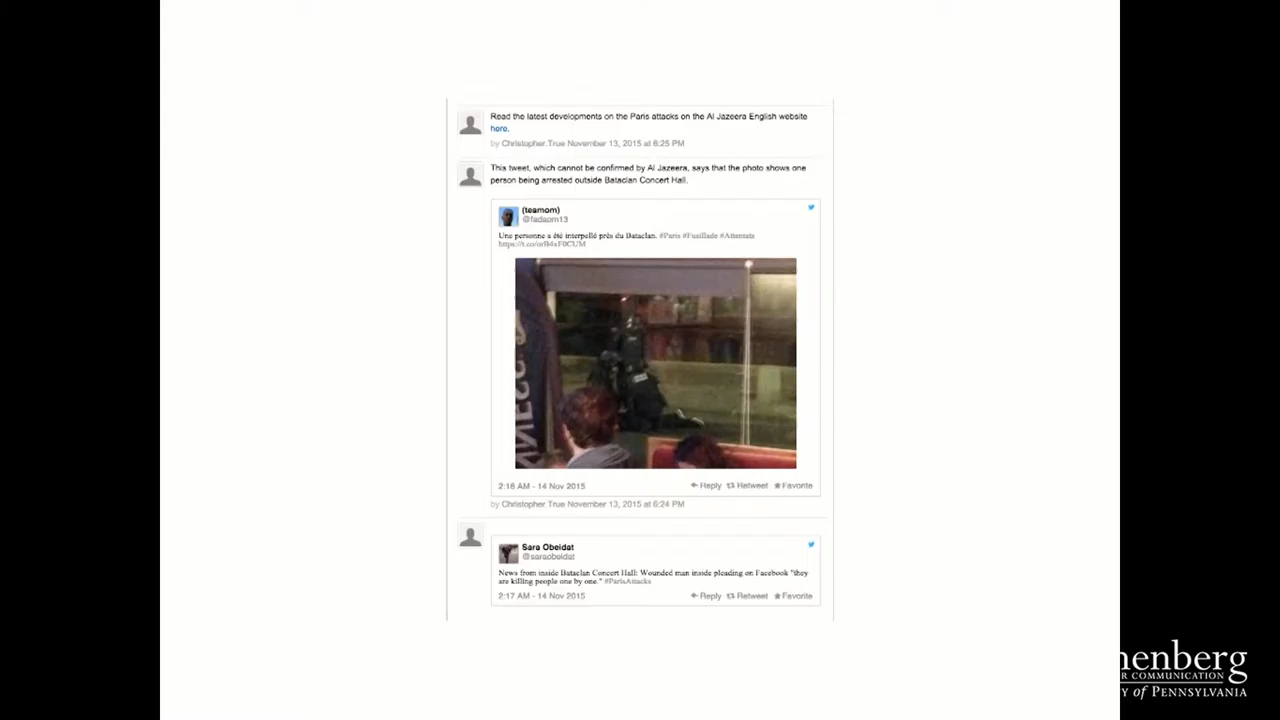 Read the latest developments on the Paris attacks on the Al Jazeera English website
here.
by Christopher.True November 13, 2015 at 6:25 PM
This tweet, which cannot be confirmed by Al Jazeera, says that the photo shows one
person being arrested outside Bataclan Concert Hall.
(teamom)
@fadaom13
Une personne a été interpellé près du Bataclan. #Paris #Fusillade #Attentats
2:18 AM - 14 Nov 2015
Reply Retweet Favorite
by Christopher.True November 13, 2015 at 6:24 PM
Sara Obeidat
@saraobeidat
News from inside Bataclan Concert Hall: Wounded man inside pleading on Facebook "they
are killing people one by one." #ParisAttacks
2:17 AM - 14 Nov 2015
Reply Retweet Favorite
nenberg
R COMMUNICATION
Y of PENNSYLVANIA